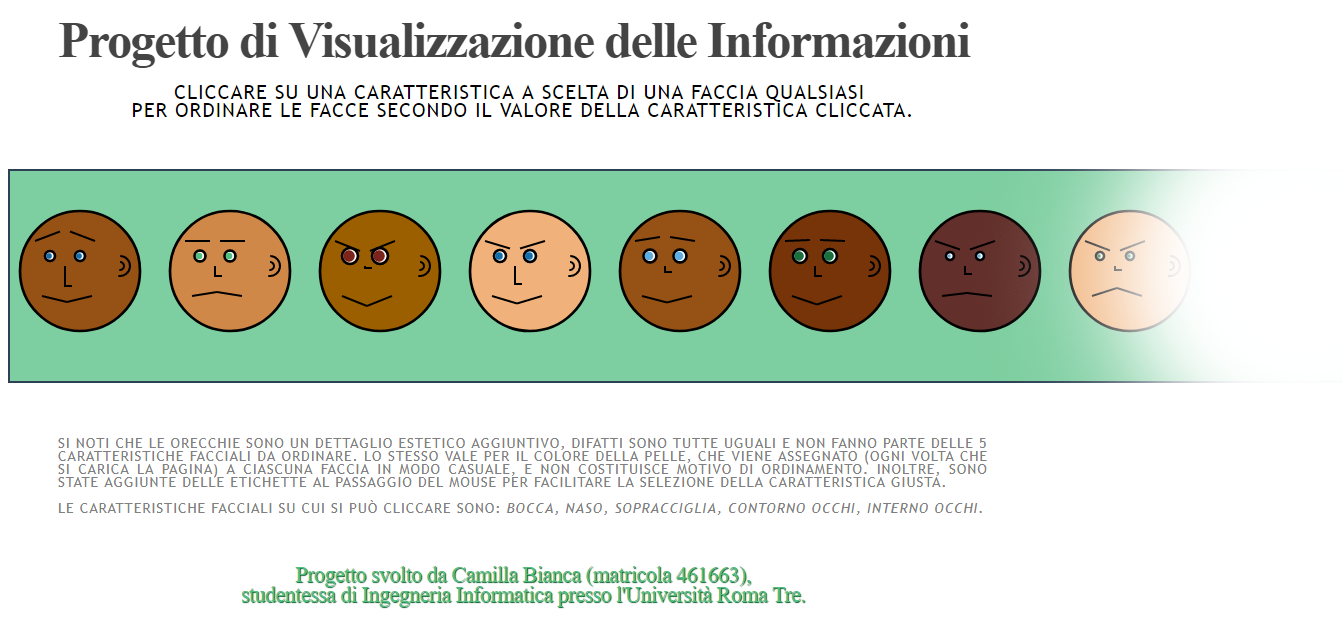 Progetto di Visualizzazione delle Informazioni
CLICCARE SU UNA CARATTERISTICA A SCELTA DI UNA FACCIA QUALSIASI
PER ORDINARE LE FACCE SECONDO IL VALORE DELLA CARATTERISTICA CLICCATA.
SI NOTI CHE LE ORECCHIE SONO UN DETTAGLIO ESTETICO AGGIUNTIVO, DIFATTI SONO TUTTE UGUALI E NON FANNO PARTE DELLE 5
CARATTERISTICHE FACCIALI DA ORDINARE. LO STESSO VALE PER IL COLORE DELLA PELLE, CHE VIENE ASSEGNATO (OGNI VOLTA CHE
SI CARICA LA PAGINA) A CIASCUNA FACCIA IN MODO CASUALE, E NON COSTITUISCE MOTIVO DI ORDINAMENTO. INOLTRE, SONO
STATE AGGIUNTE DELLE ETICHETTE AL PASSAGGIO DEL MOUSE PER FACILITARE LA SELEZIONE DELLA CARATTERISTICA GIUSTA.
LE CARATTERISTICHE FACCIALI SU CUI SI PUÒ CLICCARE SONO: BOCCA, NASO, SOPRACCIGLIA, CONTORNO OCCHI, INTERNO OCCHI.
Progetto svolto da Camilla Bianca (matricola 461663),
studentessa di Ingegneria Informatica presso l'Università Roma Tre.